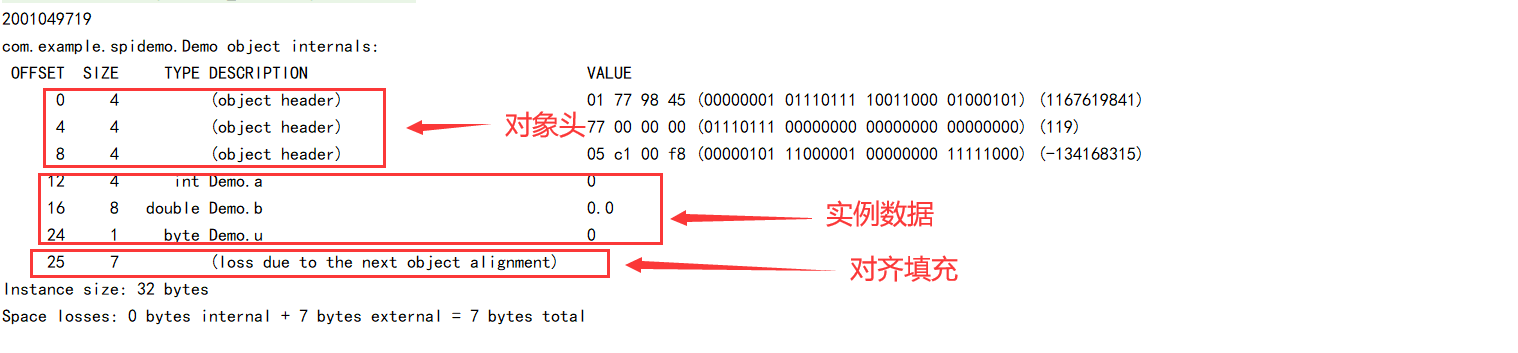 2001049719
com.example.spidemo.Demo object internals:
OFFSET SIZE TYPE DESCRIPTION VALUE
0 4 (object header) 01 77 98 45 (00000001 01110111 10011000 01000101) (1167619841)
4 4 (object header) 对象头 77 00 00 00 (01110111 00000000 00000000 00000000) (119)
8 4 (object header) 05 c1 00 f8 (00000101 11000001 00000000 11111000) (-134168315)
12 4 int Demo.a 0
16 8 double Demo.b 0.0 实例数据
24 1 byte Demo.u 0
25 7 (loss due to the next object alignment) 对齐填充
Instance size: 32 bytes
Space losses: 0 bytes internal + 7 bytes external = 7 bytes total